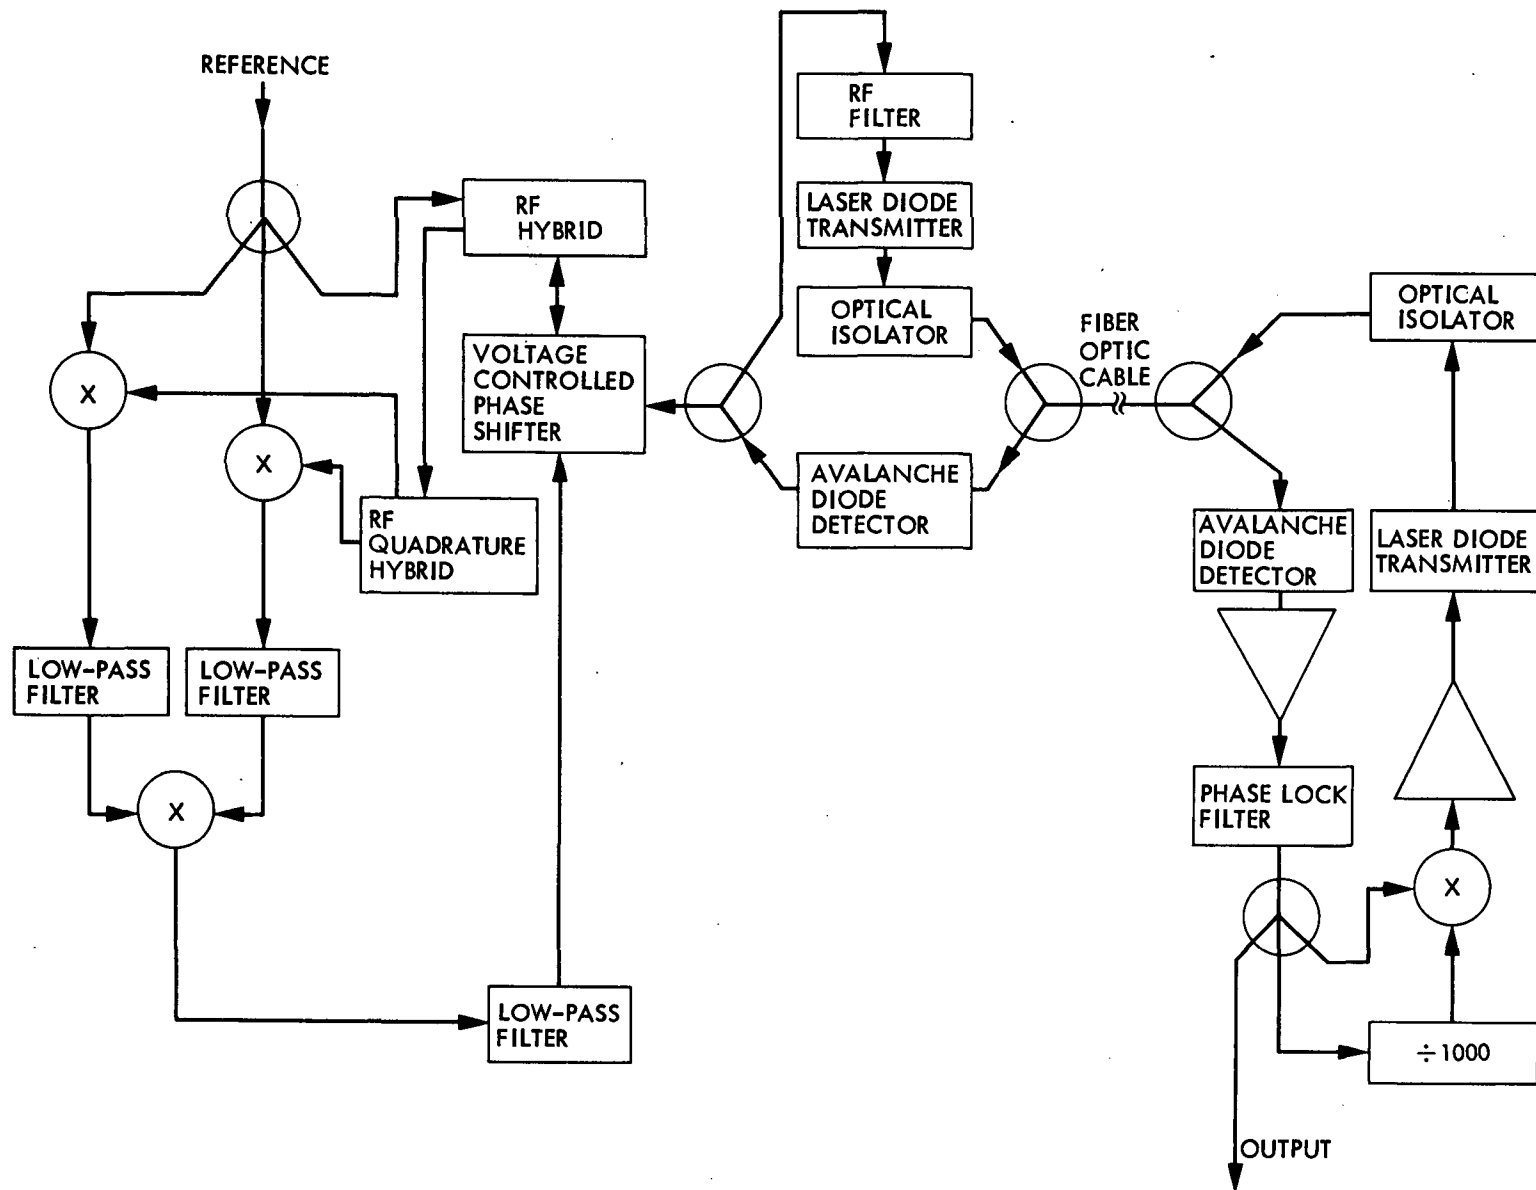 REFERENCE
RF
FILTER
LASER DIODE
TRANSMITTER
RF
HYBRID
OPTICAL
ISOLATOR
OPTICAL
ISOLATOR
FIBER
OPTIC
CABLE
VOLTAGE
CONTROLLED
PHASE
SHIFTER
X
X
AVALANCHE
DIODE
DETECTOR
RF
QUADRATURE
HYBRID
AVALANCHE
DIODE
DETECTOR
LASER DIODE
TRANSMITTER
LOW-PASS
FILTER
LOW-PASS
FILTER
X
PHASE LOCK
FILTER
X
LOW-PASS
FILTER
÷1000
OUTPUT